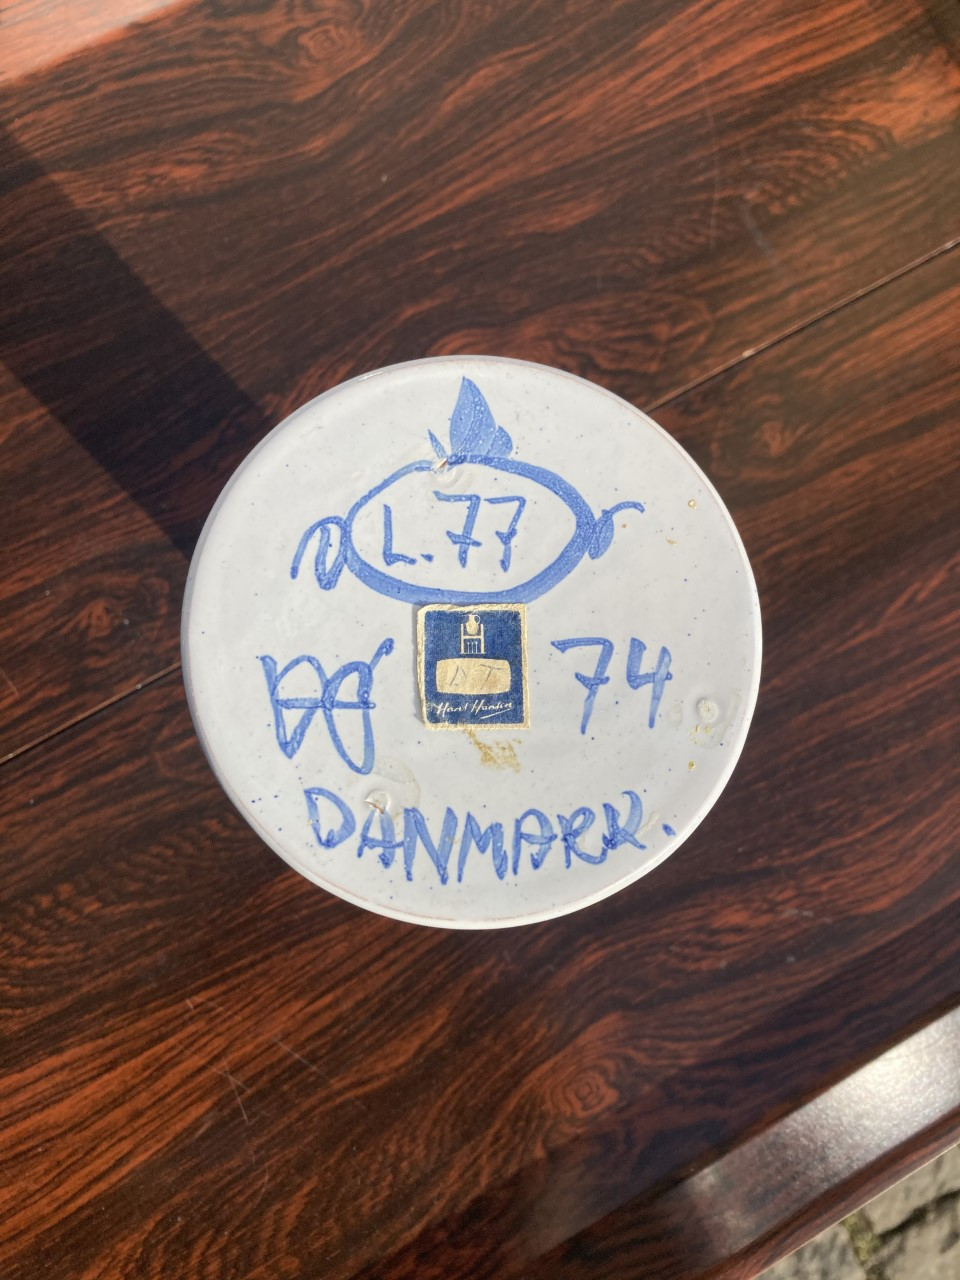 L.77
74
Hans Hansen
DANMARK.